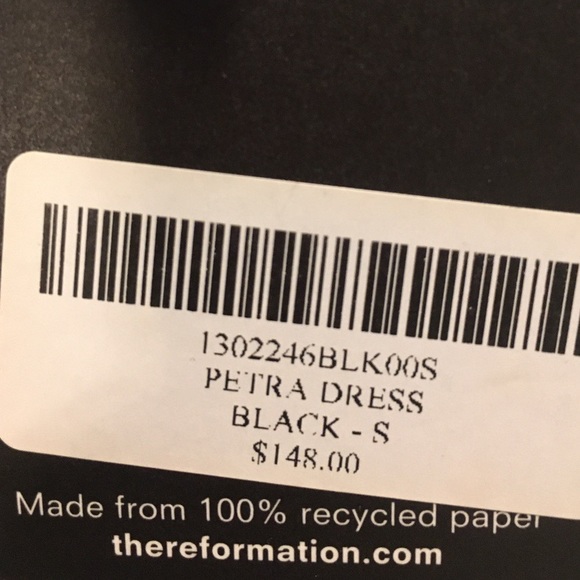 1302246BLK00S
PETRA DRESS
BLACK - S
$148.00
Made from 100% recycled paper
thereformation.com